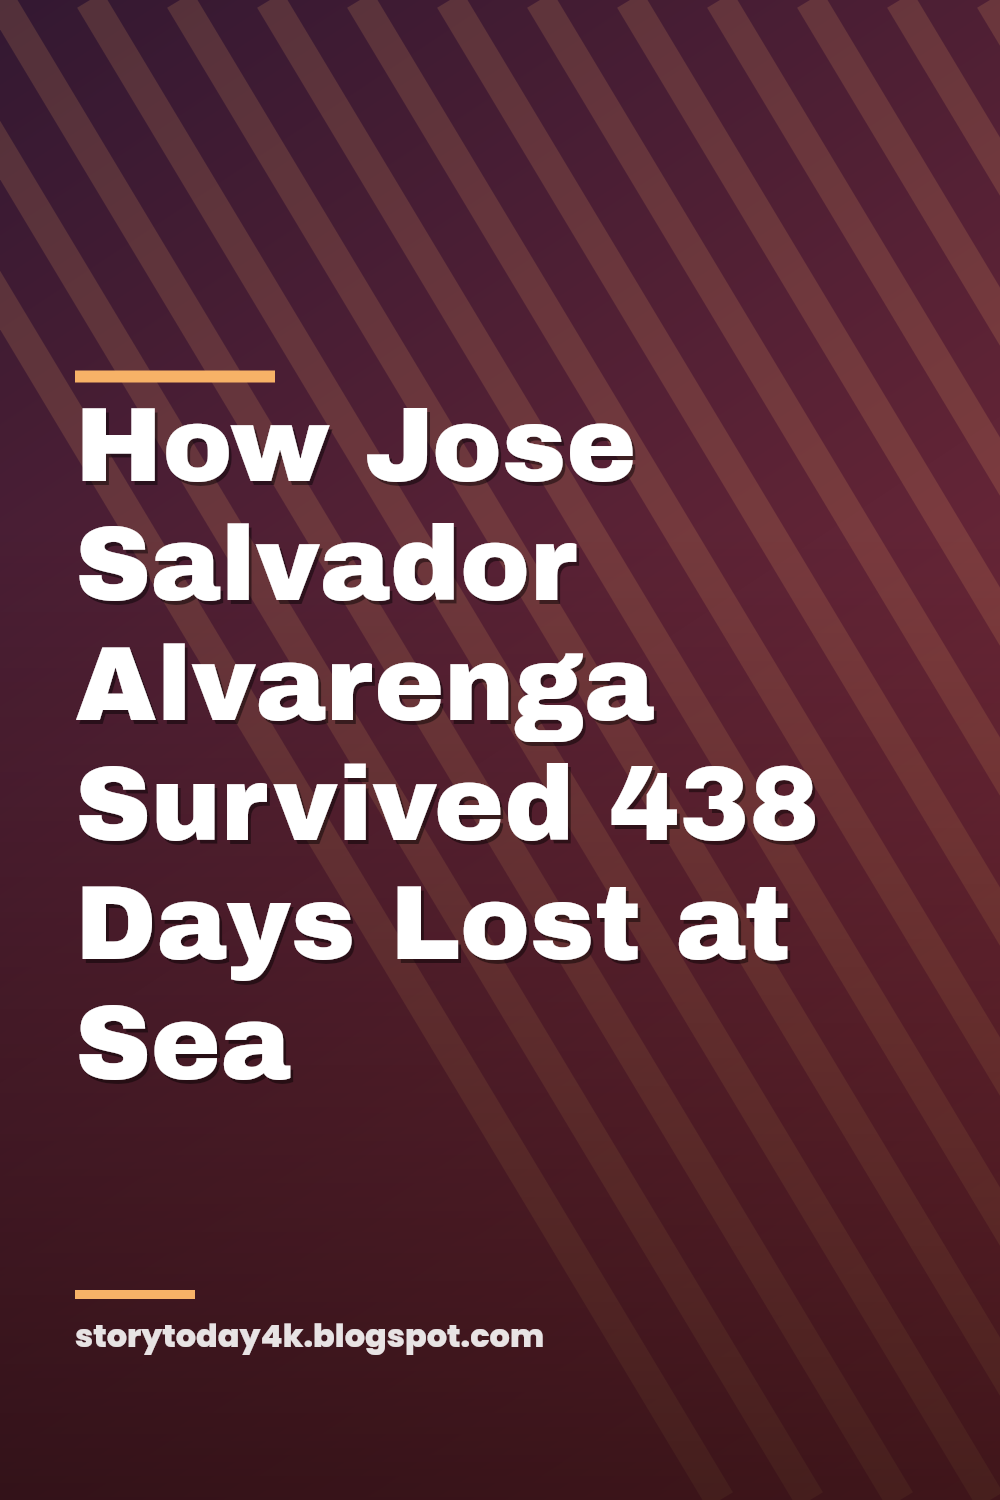 How Jose
Salvador
Alvarenga
Survived 438
Days Lost at
Sea
storytoday4k.blogspot.com